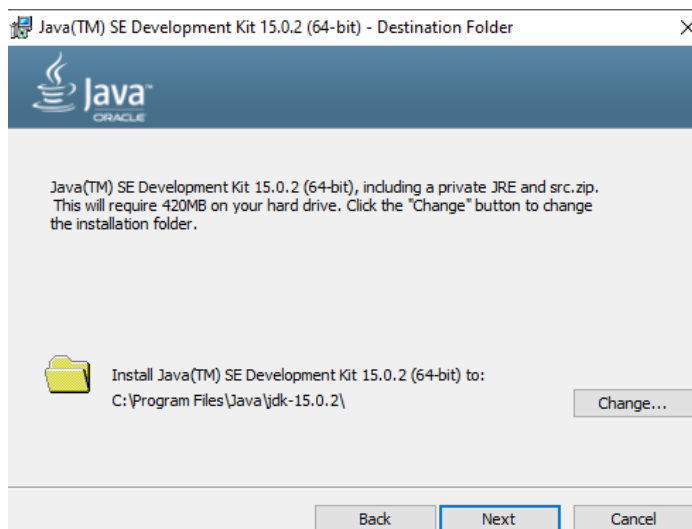 Java(TM) SE Development Kit 15.0.2 (64-bit) - Destination Folder
Java™
ORACLE
Java(TM) SE Development Kit 15.0.2 (64-bit), including a private JRE and src.zip.
This will require 420MB on your hard drive. Click the "Change" button to change
the installation folder.
Install Java(TM) SE Development Kit 15.0.2 (64-bit) to:
C:\Program Files\Java\jdk-15.0.2\
Change...
Back
Next
Cancel